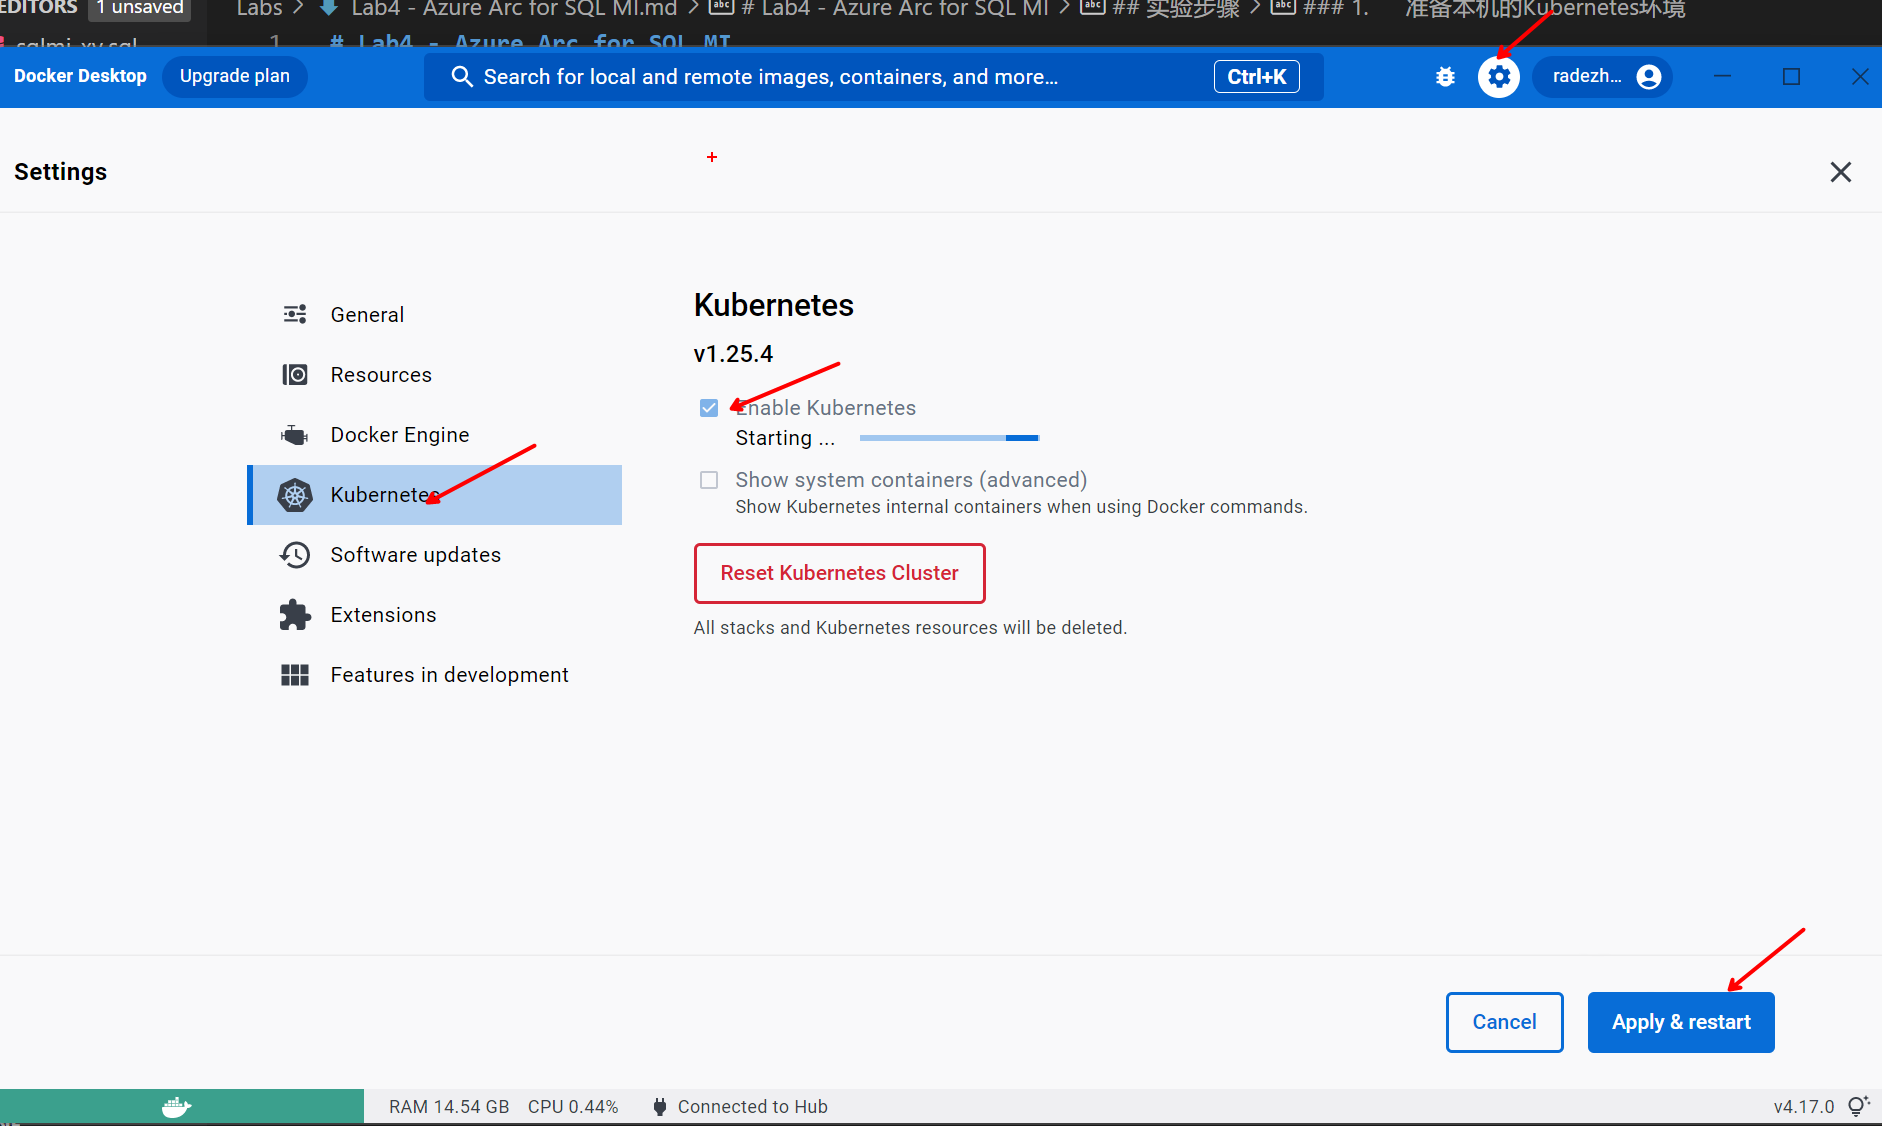 EDITORS 1 unsaved Labs > Lab4 - Azure Arc for SQL MI.md > # Lab4 - Azure Arc for SQL MI > ## 实验步骤 > ### 1. 准备本机的Kubernetes环境
sqlmi-xy.sql 1 # Lab4 - Azure Arc for SQL MI
Docker Desktop Upgrade plan Search for local and remote images, containers, and more... Ctrl+K radezh...
Settings
General
Resources
Docker Engine
Kubernetes
Software updates
Extensions
Features in development
Kubernetes
v1.25.4
Enable Kubernetes
Starting ...
Show system containers (advanced)
Show Kubernetes internal containers when using Docker commands.
Reset Kubernetes Cluster
All stacks and Kubernetes resources will be deleted.
Cancel Apply & restart
RAM 14.54 GB CPU 0.44% Connected to Hub v4.17.0